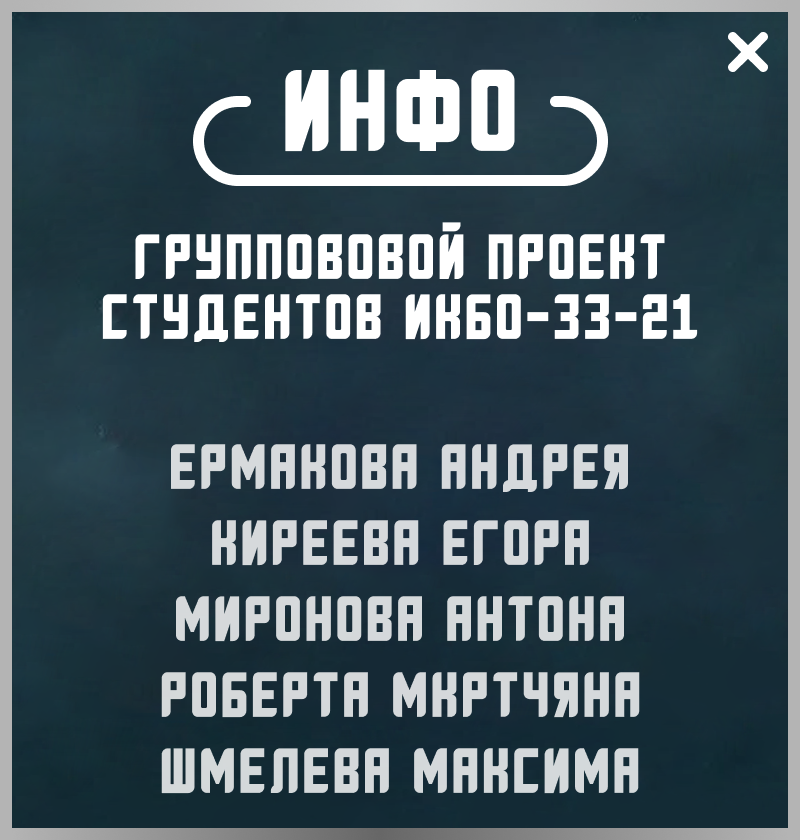 ИНФО
ГРУППОВОВОЙ ПРОЕКТ
СТУДЕНТОВ ИКБО-33-21
ЕРМАКОВА АНДРЕЯ
КИРЕЕВА ЕГОРА
МИРОНОВА АНТОНА
РОБЕРТА МКРТЧЯНА
ШМЕЛЕВА МАКСИМА